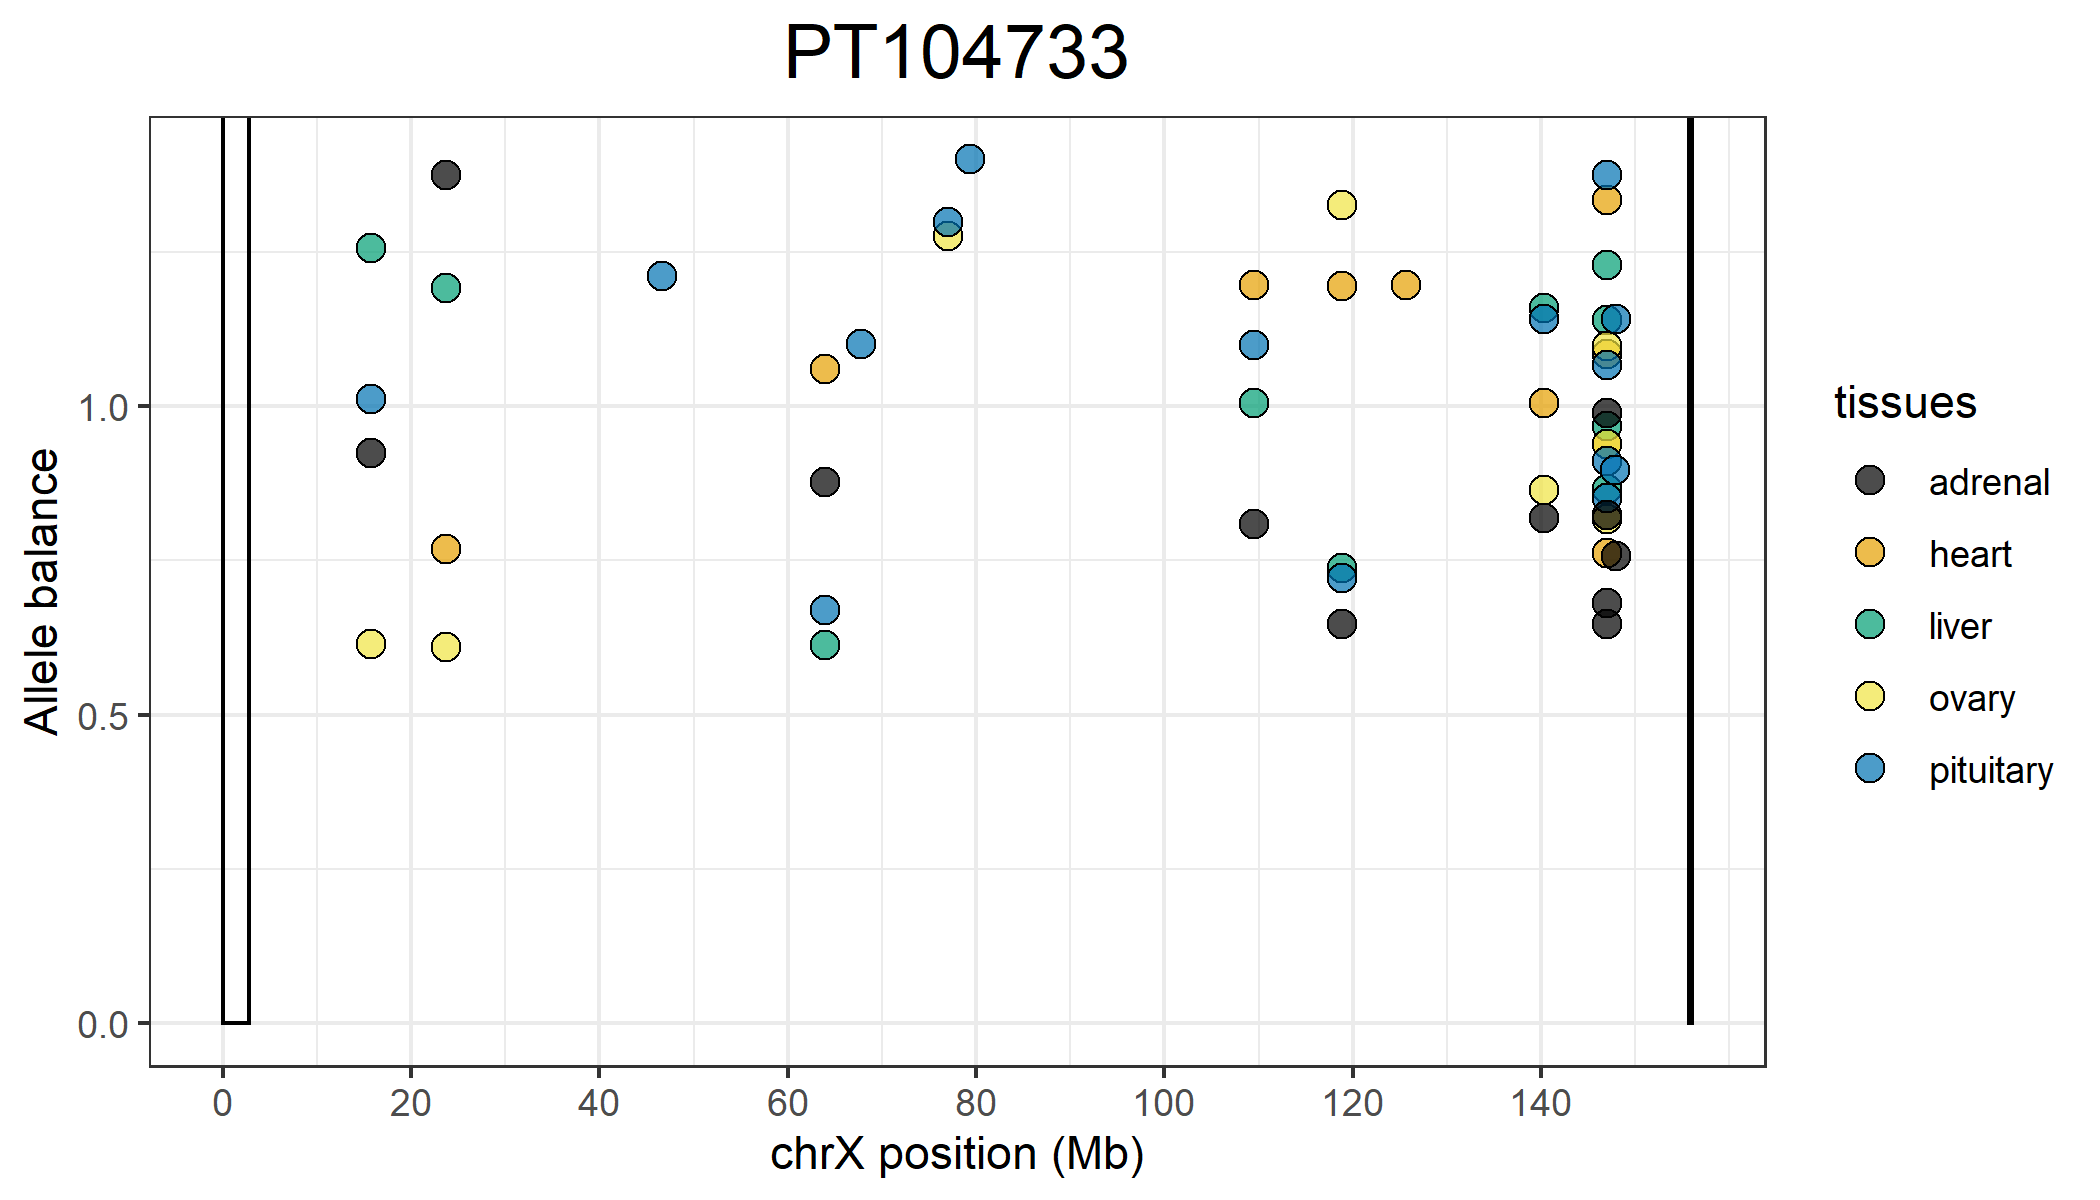 PT104733
Allele balance
1.0
0.5
0.0
0 20 40 60 80 100 120 140
chrX position (Mb)
tissues
adrenal
heart
liver
ovary
pituitary